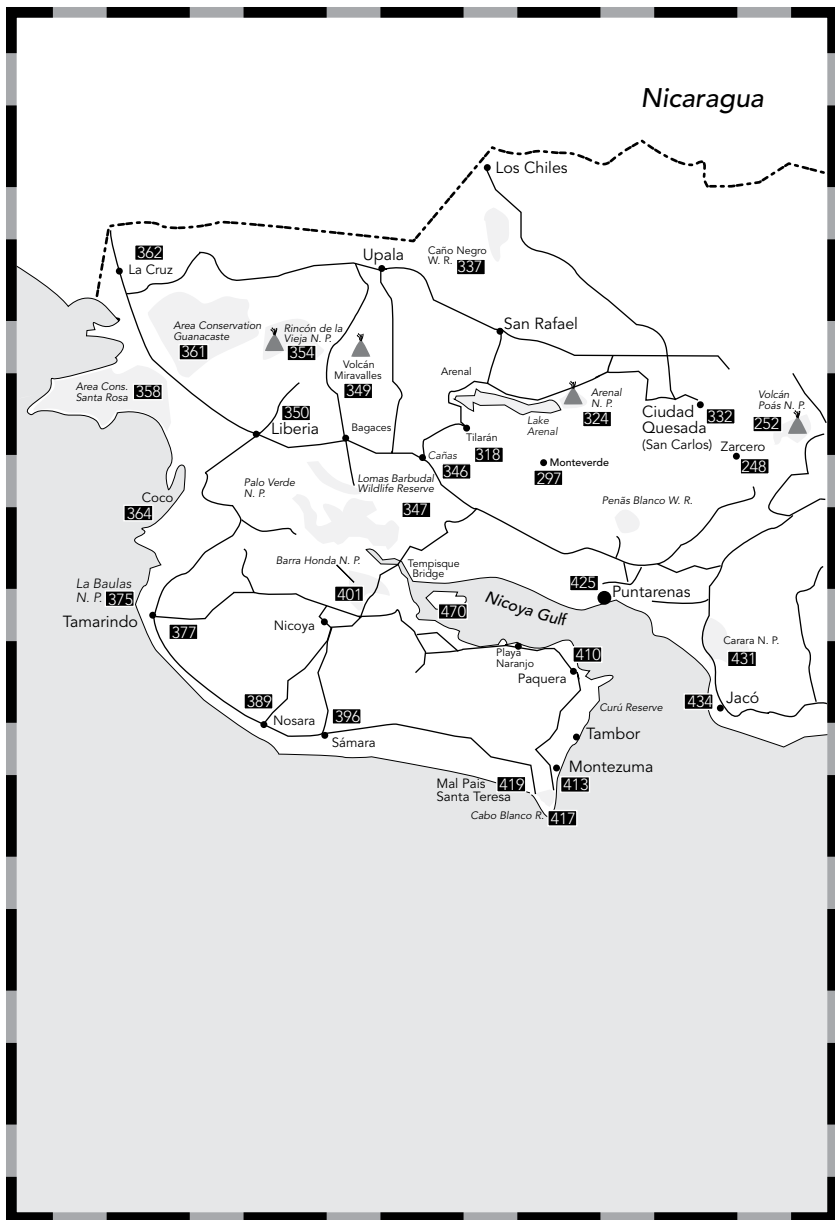 Nicaragua
Los Chiles
362
La Cruz
Upala
Caño Negro
W. R.
337
Area Conservation
Guanacaste
361
Rincón de la
Vieja N. P.
354
Volcán
Miravalles
349
San Rafael
Area Cons.
Santa Rosa
358
Arenal
Lake
Arenal
Arenal
N. P.
324
Ciudad
Quesada
(San Carlos)
332
Volcán
Poás N. P.
252
350
Liberia
Bagaces
Tilarán
318
Cañas
346
Monteverde
297
Zarcero
248
Coco
364
Palo Verde
N. P.
Lomas Barbudal
Wildlife Reserve
347
Penãs Blanco W. R.
La Baulas
N. P. 375
Tamarindo
377
Barra Honda N. P.
401
Tempisque
Bridge
470
Nicoya Gulf
425
Puntarenas
Nicoya
Playa
Naranjo
410
Paquera
Carara N. P.
431
389
Nosara
396
Sámara
Curú Reserve
434
Jacó
Tambor
Montezuma
413
Mal Pais
Santa Teresa
419
Cabo Blanco R.
417